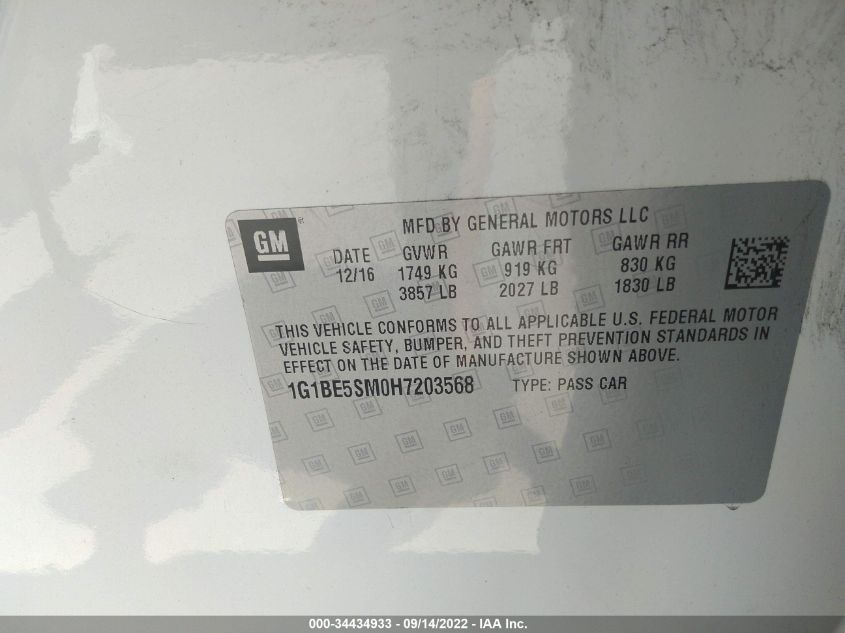 GM ®
MFD BY GENERAL MOTORS LLC
DATE GVWR GAWR FRT GAWR RR
12/16 1749 KG 919 KG 830 KG
3857 LB 2027 LB 1830 LB
THIS VEHICLE CONFORMS TO ALL APPLICABLE U.S. FEDERAL MOTOR
VEHICLE SAFETY, BUMPER, AND THEFT PREVENTION STANDARDS IN
EFFECT ON THE DATE OF MANUFACTURE SHOWN ABOVE.
1G1BE5SM0H7203568 TYPE: PASS CAR
000-34434933 - 09/14/2022 - IAA Inc.